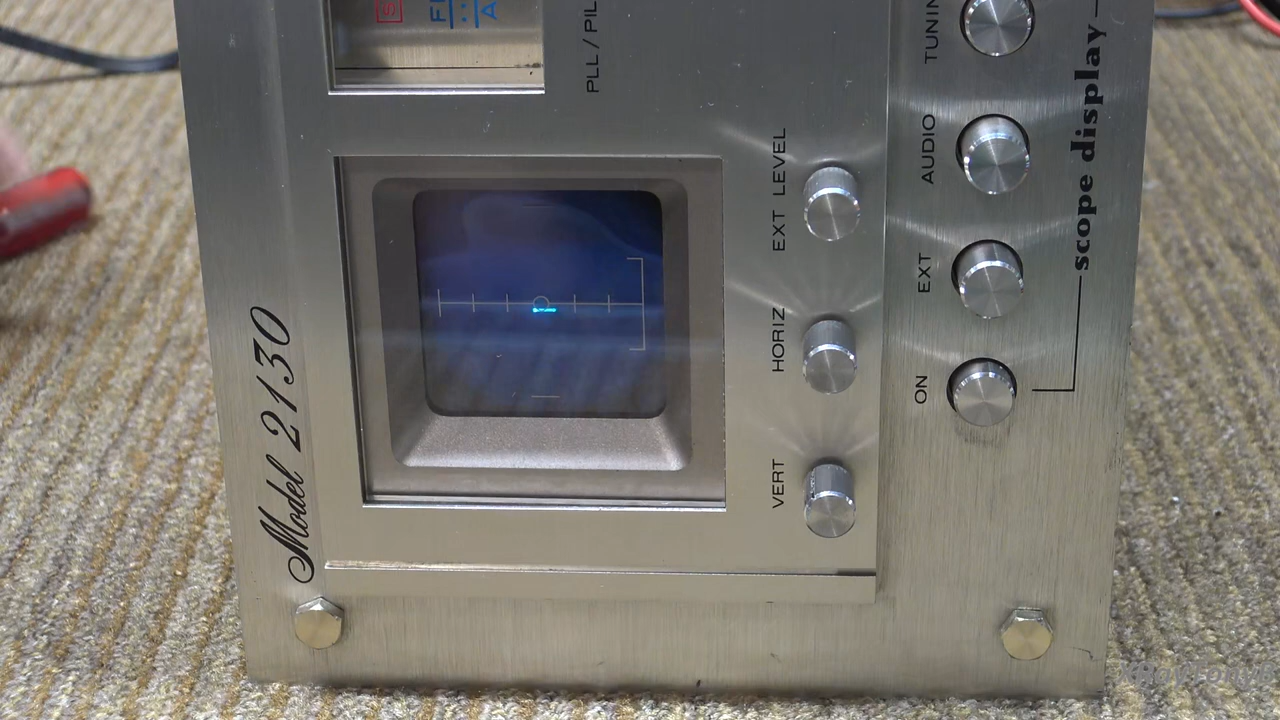 Model 2130
PLL / PIL
EXT LEVEL
HORIZ
VERT
TUNIN
AUDIO
EXT
ON
scope display